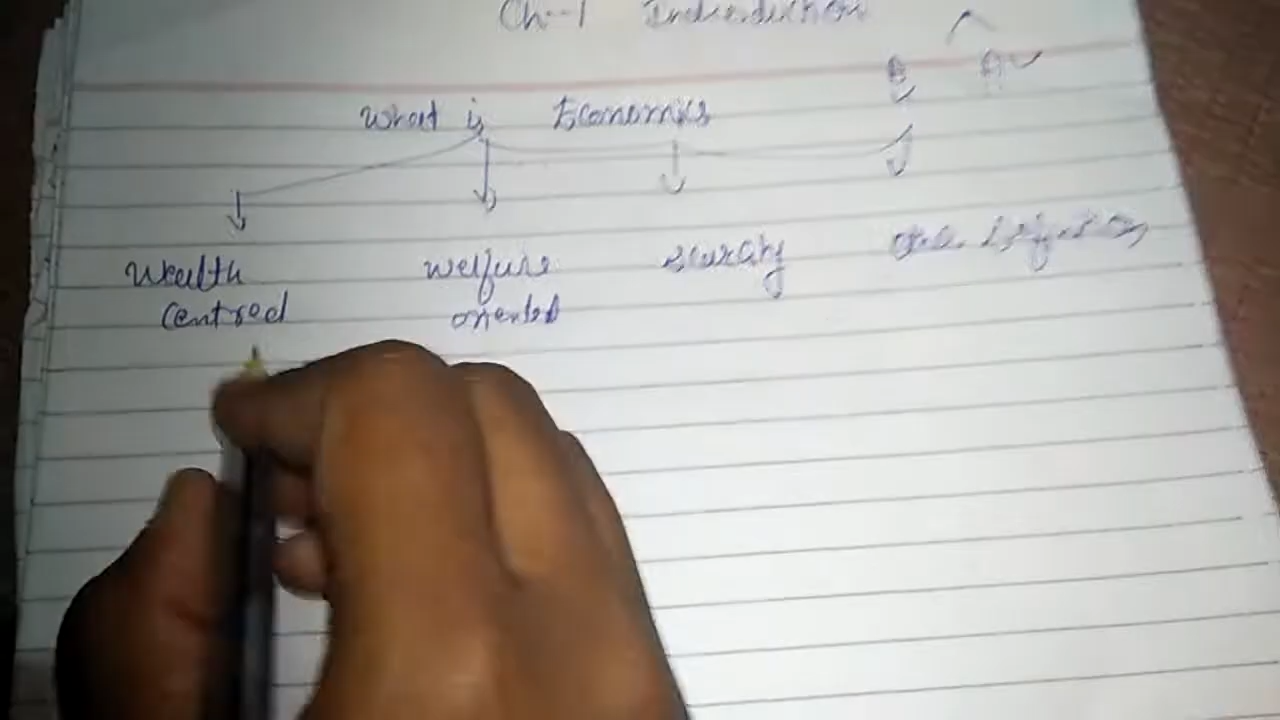 Ch-1 Introduction
What is Economics
Wealth welfare scarcity
centred oriented